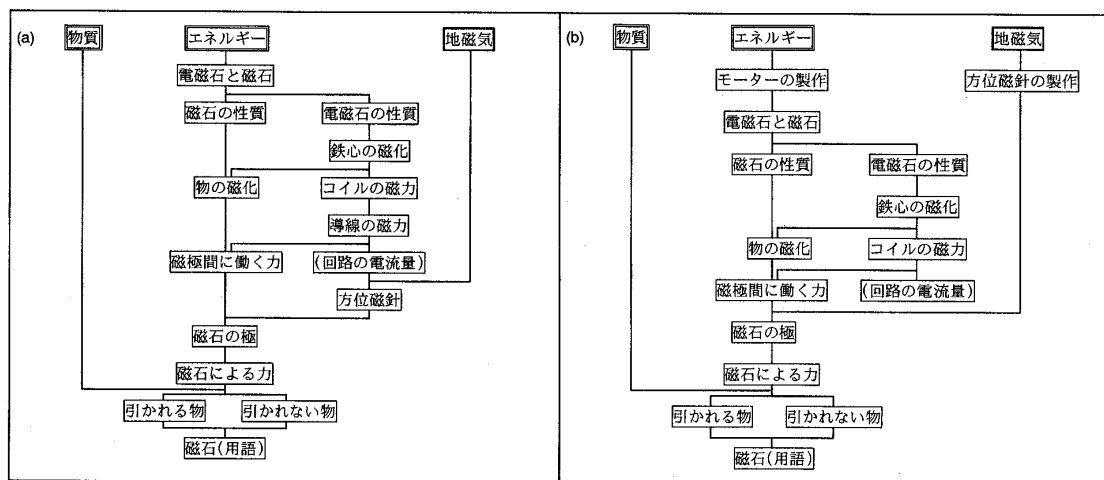 (a)
物質
エネルギー
地磁気
電磁石と磁石
磁石の性質
電磁石の性質
鉄心の磁化
物の磁化
コイルの磁力
導線の磁力
磁極間に働く力
(回路の電流量)
方位磁針
磁石の極
磁石による力
引かれる物
引かれない物
磁石(用語)
(b)
物質
エネルギー
地磁気
モーターの製作
方位磁針の製作
電磁石と磁石
磁石の性質
電磁石の性質
鉄心の磁化
物の磁化
コイルの磁力
磁極間に働く力
(回路の電流量)
磁石の極
磁石による力
引かれる物
引かれない物
磁石(用語)